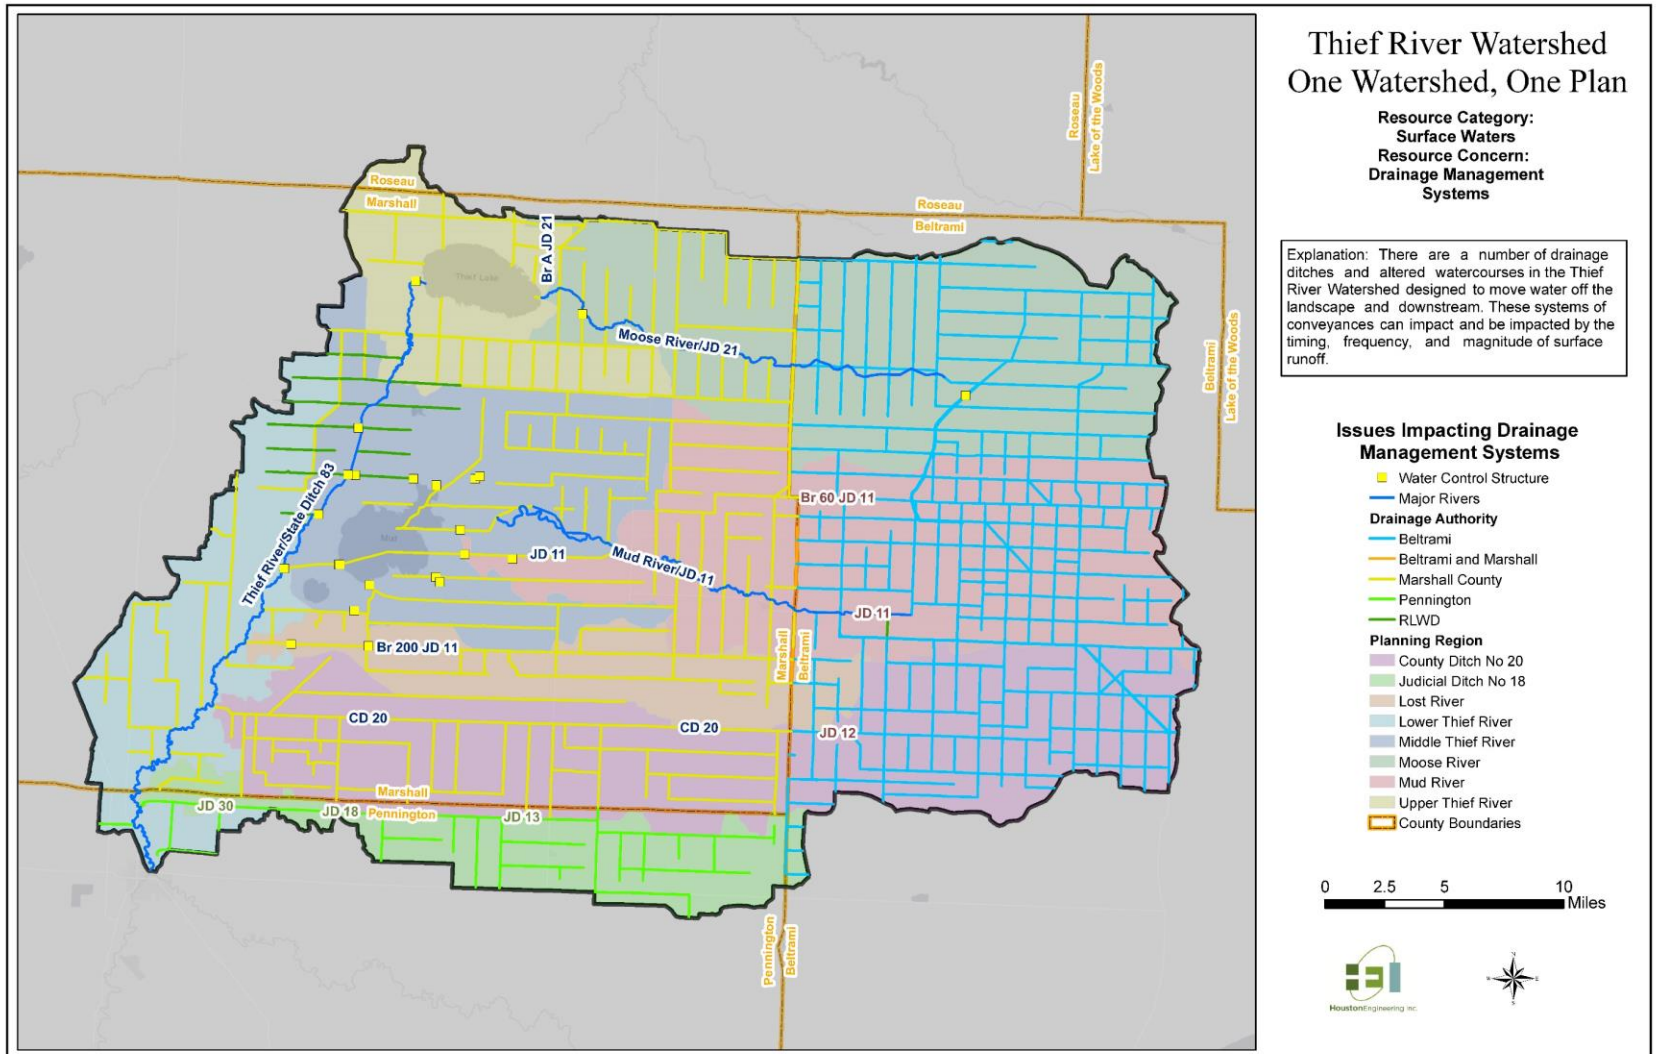 Thief River Watershed
One Watershed, One Plan
Resource Category:
Surface Waters
Resource Concern:
Drainage Management
Systems
Explanation: There are a number of drainage
ditches and altered watercourses in the Thief
River Watershed designed to move water off the
landscape and downstream. These systems of
conveyances can impact and be impacted by the
timing, frequency, and magnitude of surface
runoff.
Issues Impacting Drainage
Management Systems
Water Control Structure
Major Rivers
Drainage Authority
Beltrami
Beltrami and Marshall
Marshall County
Pennington
RLWD
Planning Region
County Ditch No 20
Judicial Ditch No 18
Lost River
Lower Thief River
Middle Thief River
Moose River
Mud River
Upper Thief River
County Boundaries
0 2.5 5 10
Miles
HoustonEngineering Inc.
N
W E
S
Roseau
Lake of the Woods
Roseau
Marshall
Roseau
Beltrami
Br A JD 21
Thief Lake
Moose River/JD 21
Beltrami
Lake of the Woods
Thief River/State Ditch 83
Br 60 JD 11
Mud
JD 11
Mud River/JD 11
JD 11
Br 200 JD 11
Marshall
Beltrami
CD 20
CD 20
JD 12
Marshall
Pennington
JD 30
JD 18
JD 13
Pennington
Beltrami